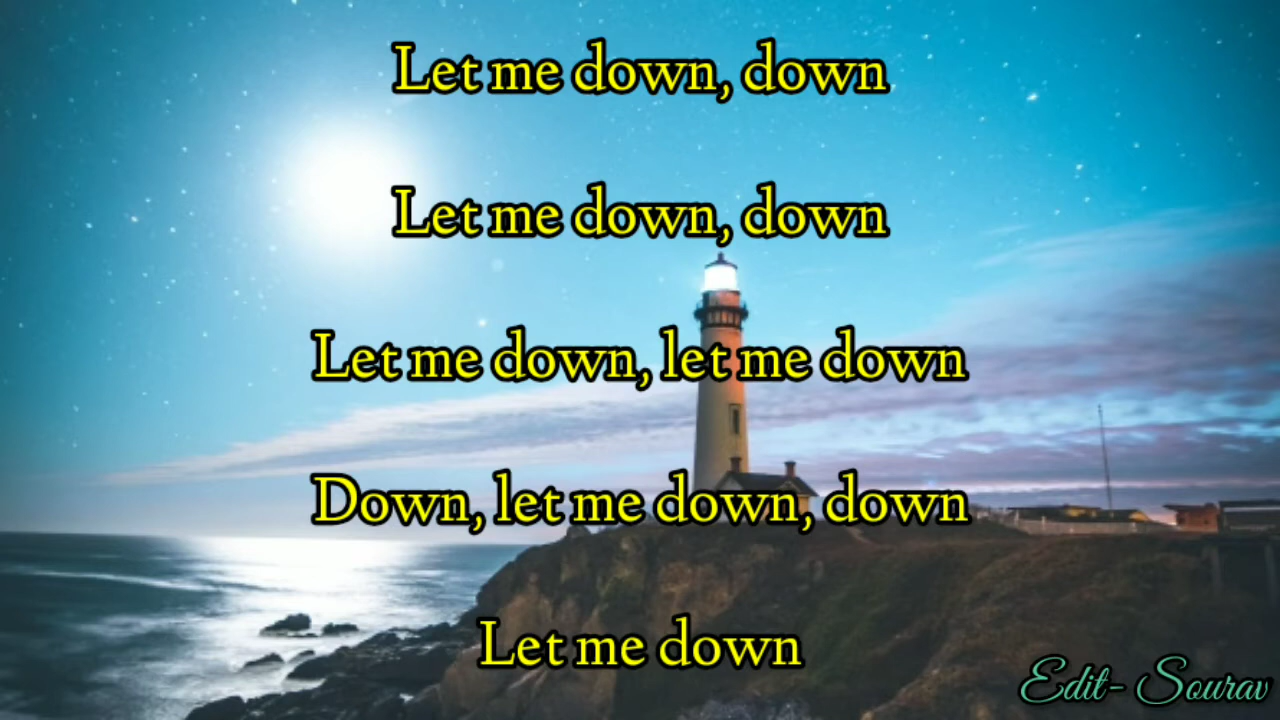 Let me down, down
Let me down, down
Let me down, let me down
Down, let me down, down
Let me down
Edit- Sourav